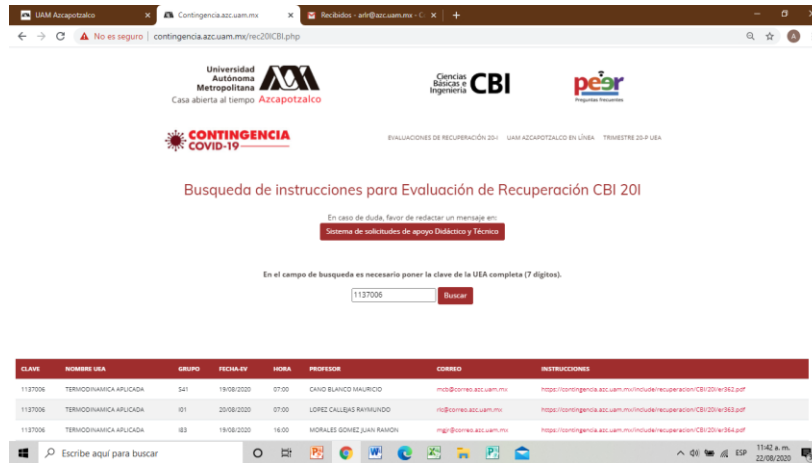 UAM Azcapotzalco
Contingencia.azc.uam.mx
Recibidos - arlr@azc.uam.mx - Co
No es seguro | contingencia.azc.uam.mx/rec20ICBI.php
Universidad
Autónoma
Metropolitana
Casa abierta al tiempo Azcapotzalco
Ciencias
Básicas e
Ingeniería CBI
peer
Preguntas frecuentes
CONTINGENCIA
COVID-19
EVALUACIONES DE RECUPERACIÓN 20-I UAM AZCAPOTZALCO EN LÍNEA TRIMESTRE 20-P UEA
Busqueda de instrucciones para Evaluación de Recuperación CBI 20I
En caso de duda, favor de redactar un mensaje en:
Sistema de solicitudes de apoyo Didáctico y Técnico
En el campo de busqueda es necesario poner la clave de la UEA completa (7 dígitos).
1137006 Buscar
CLAVE NOMBRE UEA GRUPO FECHA-EV HORA PROFESOR CORREO INSTRUCCIONES
1137006 TERMODINAMICA APLICADA S41 19/08/2020 07:00 CANO BLANCO MAURICIO mcb@correo.azc.uam.mx https://contingencia.azc.uam.mx/include/recuperacion/CBI/20I/er362.pdf
1137006 TERMODINAMICA APLICADA I01 20/08/2020 07:00 LOPEZ CALLEJAS RAYMUNDO rlc@correo.azc.uam.mx https://contingencia.azc.uam.mx/include/recuperacion/CBI/20I/er363.pdf
1137006 TERMODINAMICA APLICADA I83 19/08/2020 16:00 MORALES GOMEZ JUAN RAMON mgjr@correo.azc.uam.mx https://contingencia.azc.uam.mx/include/recuperacion/CBI/20I/er364.pdf
Escribe aquí para buscar
ESP
11:42 a. m.
22/08/2020